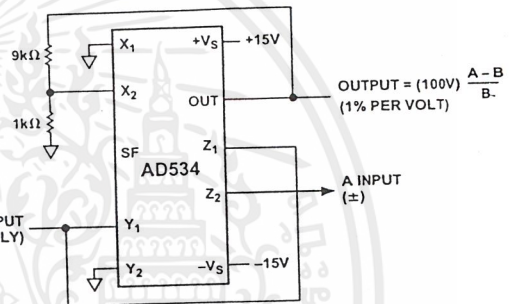 9kΩ
1kΩ
X1
X2
SF
AD534
Y1
Y2
+VS
OUT
Z1
Z2
–VS
+15V
–15V
OUTPUT = (100V) A – B / B
(1% PER VOLT)
A INPUT
(±)
PUT
LY)